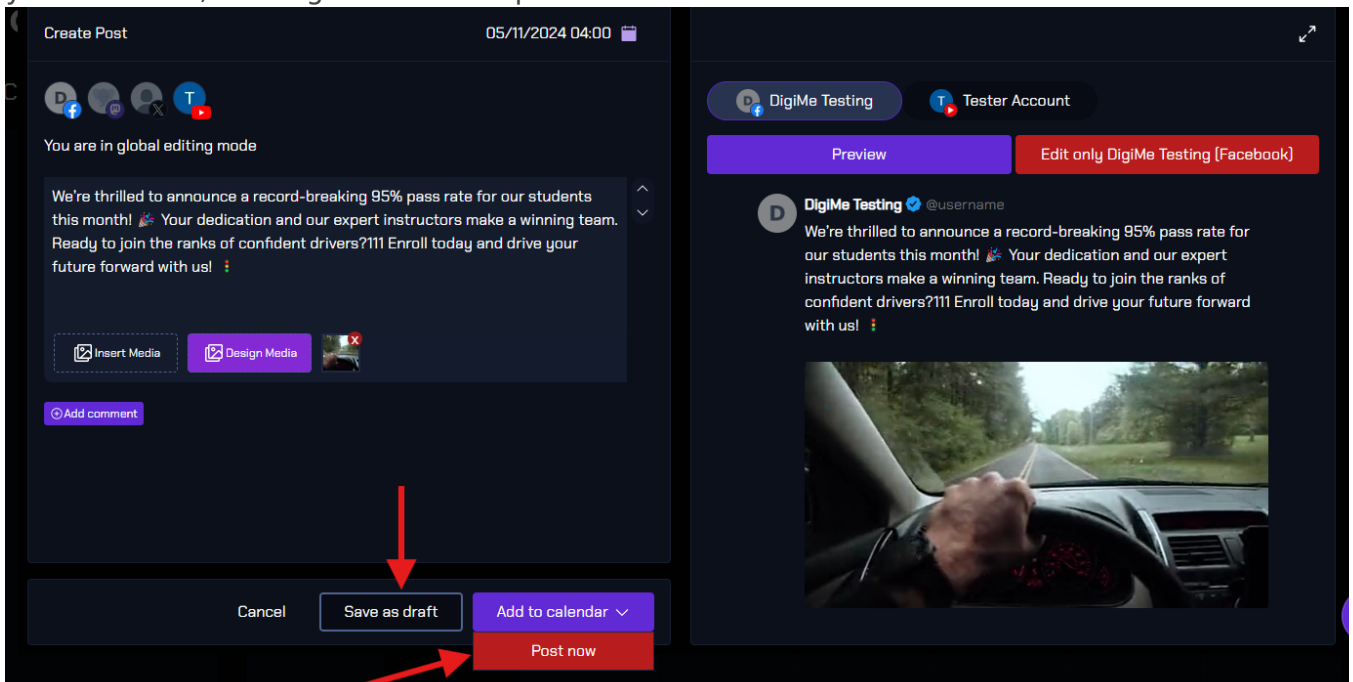 Create Post
05/11/2024 04:00
D
T
You are in global editing mode
We're thrilled to announce a record-breaking 95% pass rate for our students
this month! 🎉 Your dedication and our expert instructors make a winning team.
Ready to join the ranks of confident drivers?111 Enroll today and drive your
future forward with us! 🚦
Insert Media
Design Media
X
Add comment
Cancel
Save as draft
Add to calendar
Post now
D DigiMe Testing
T Tester Account
Preview
Edit only DigiMe Testing (Facebook)
D
DigiMe Testing @username
We're thrilled to announce a record-breaking 95% pass rate for
our students this month! 🎉 Your dedication and our expert
instructors make a winning team. Ready to join the ranks of
confident drivers?111 Enroll today and drive your future forward
with us! 🚦